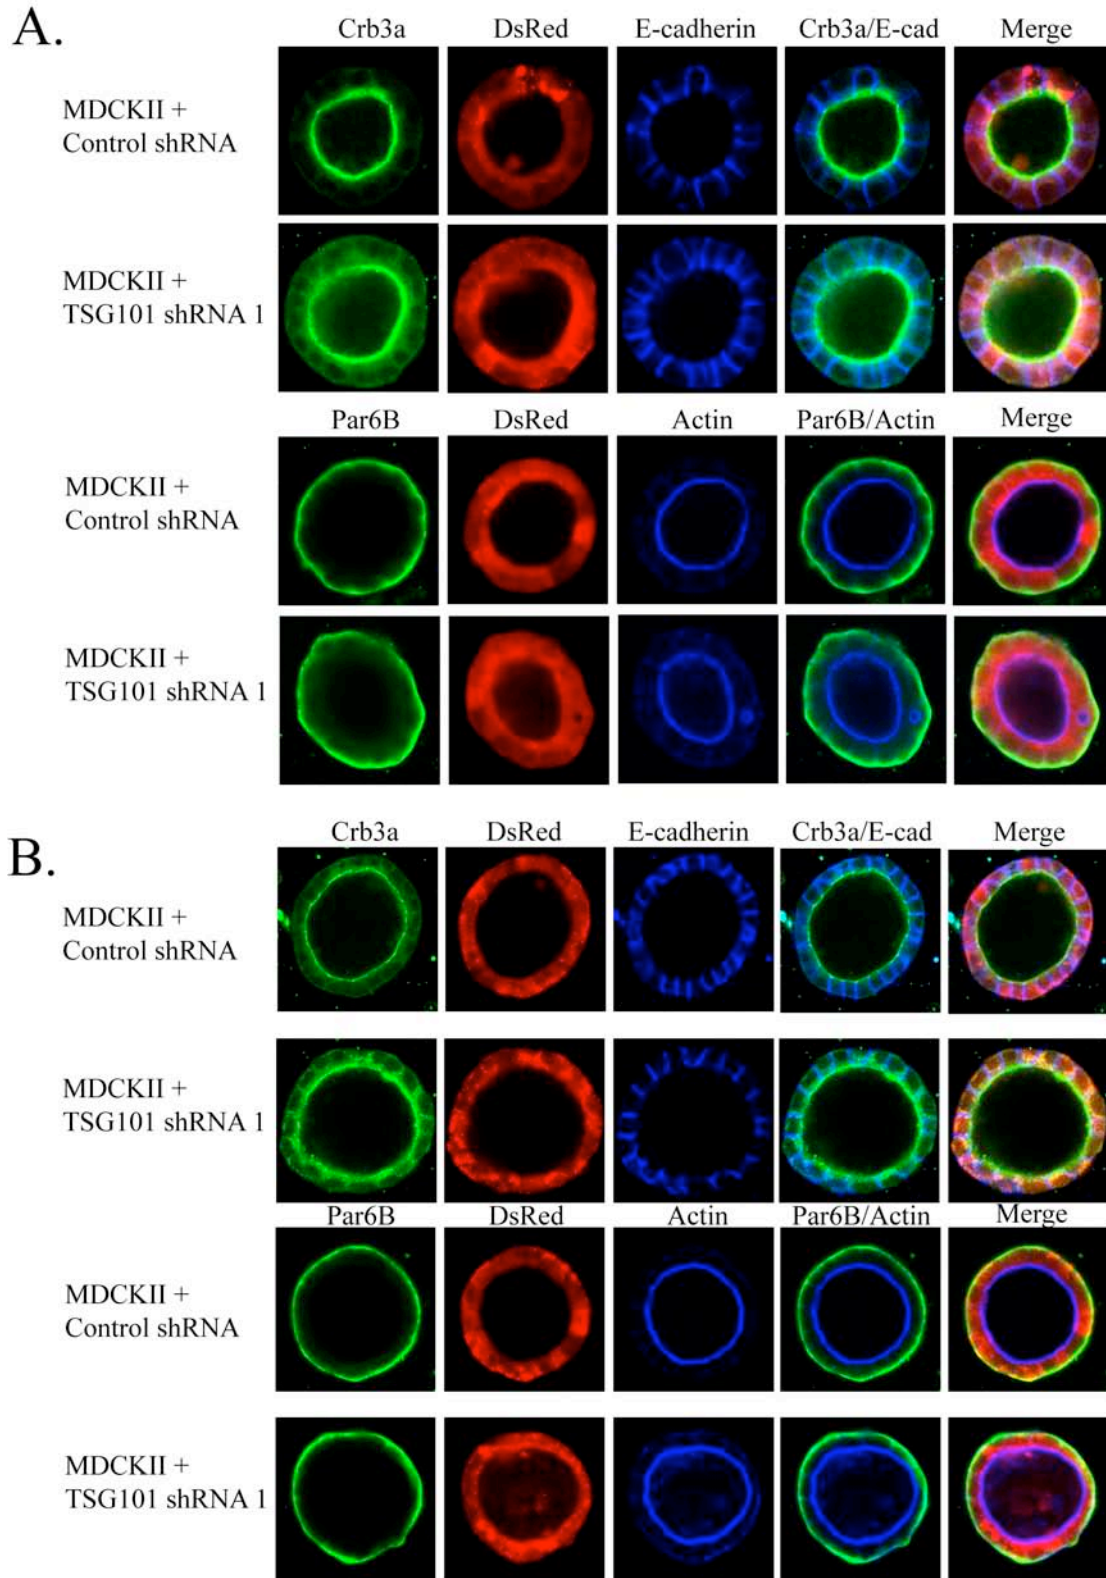 A.
Crb3a DsRed E-cadherin Crb3a/E-cad Merge
MDCKII +
Control shRNA
MDCKII +
TSG101 shRNA 1
Par6B DsRed Actin Par6B/Actin Merge
MDCKII +
Control shRNA
MDCKII +
TSG101 shRNA 1
B.
Crb3a DsRed E-cadherin Crb3a/E-cad Merge
MDCKII +
Control shRNA
MDCKII +
TSG101 shRNA 1
Par6B DsRed Actin Par6B/Actin Merge
MDCKII +
Control shRNA
MDCKII +
TSG101 shRNA 1